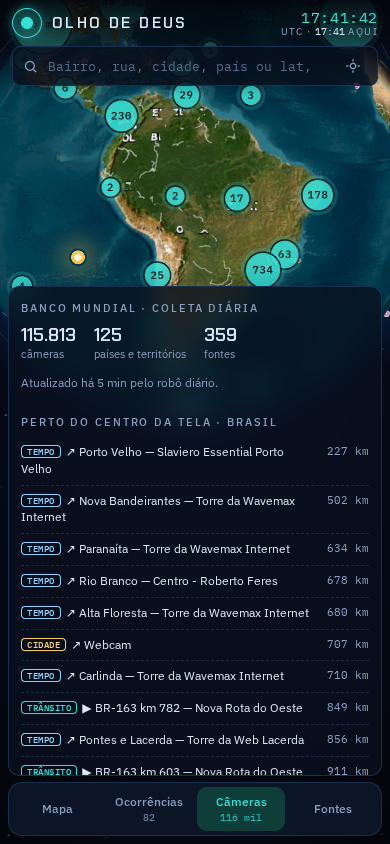 OLHO DE DEUS
17:41:42
UTC · 17:41 AQUI
Bairro, rua, cidade, país ou lat,
6
29
3
230
2
2
17
178
63
734
25
BANCO MUNDIAL · COLETA DIÁRIA
115.813 125 359
câmeras países e territórios fontes
Atualizado há 5 min pelo robô diário.
PERTO DO CENTRO DA TELA · BRASIL
TEMPO ↗ Porto Velho — Slaviero Essential Porto 227 km
Velho
TEMPO ↗ Nova Bandeirantes — Torre da Wavemax 502 km
Internet
TEMPO ↗ Paranaíta — Torre da Wavemax Internet 634 km
TEMPO ↗ Rio Branco — Centro - Roberto Feres 678 km
TEMPO ↗ Alta Floresta — Torre da Wavemax Internet 680 km
CIDADE ↗ Webcam 707 km
TEMPO ↗ Carlinda — Torre da Wavemax Internet 710 km
TRÂNSITO ▶ BR-163 km 782 — Nova Rota do Oeste 849 km
TEMPO ↗ Pontes e Lacerda — Torre da Web Lacerda 856 km
TRÂNSITO ▶ BR-163 km 603 — Nova Rota do Oeste 911 km
Mapa Ocorrências Câmeras Fontes
82 116 mil